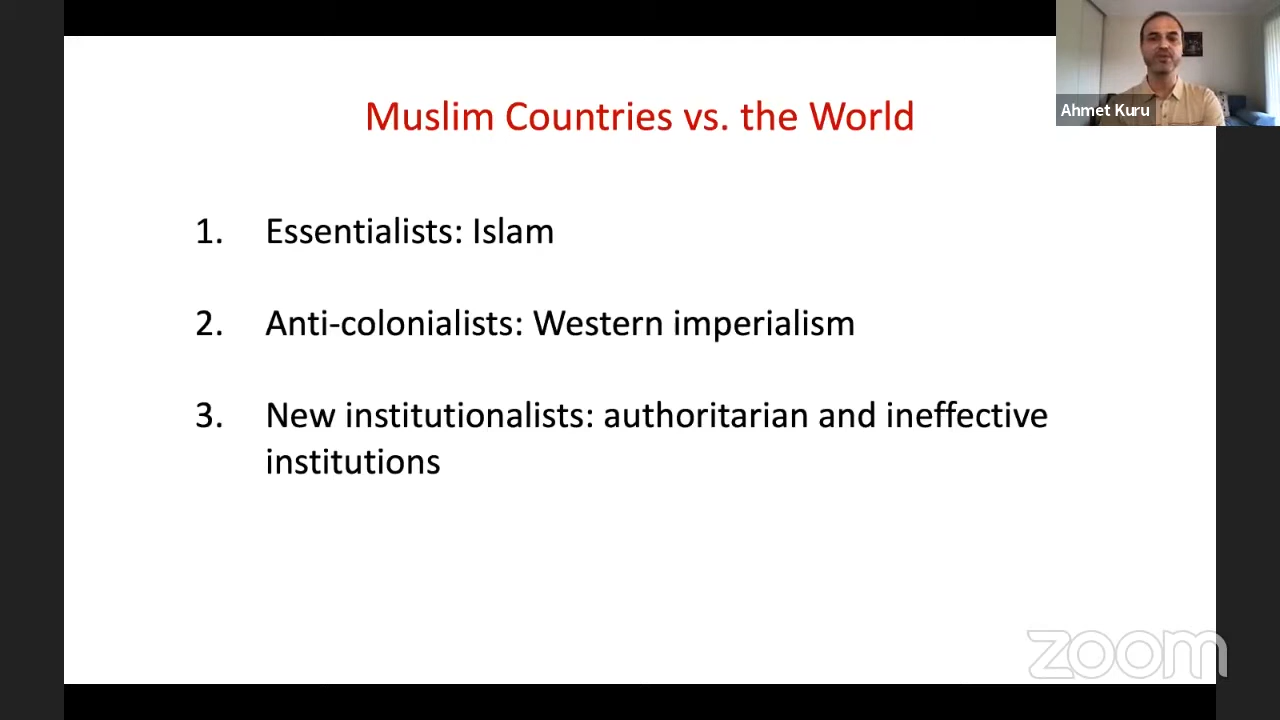 Muslim Countries vs. the World
Ahmet Kuru
1. Essentialists: Islam
2. Anti-colonialists: Western imperialism
3. New institutionalists: authoritarian and ineffective
institutions
zoom